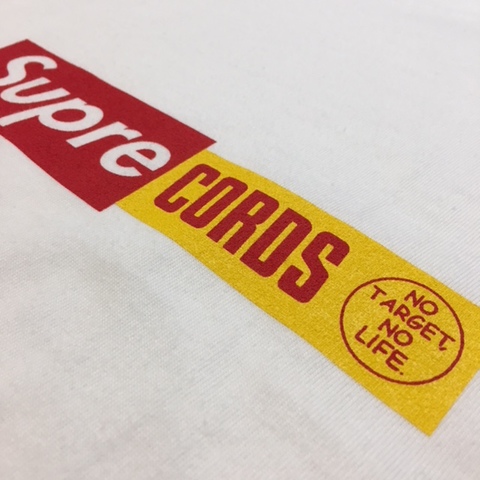 Supre
CORDS
NO
TARGET,
NO
LIFE.